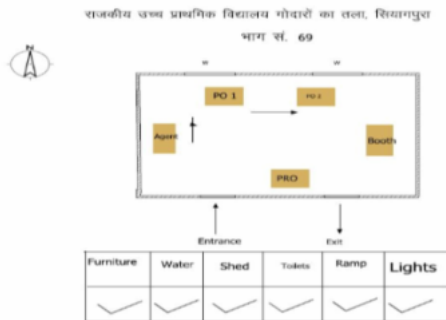 राजकीय उच्च प्राथमिक विद्यालय गोदारों का तला, सियागपुरा
भाग सं. 69
N
W W
PO 1 PO 2
Agent Booth
PRO
Entrance Exit
Furniture Water Shed Toilets Ramp Lights